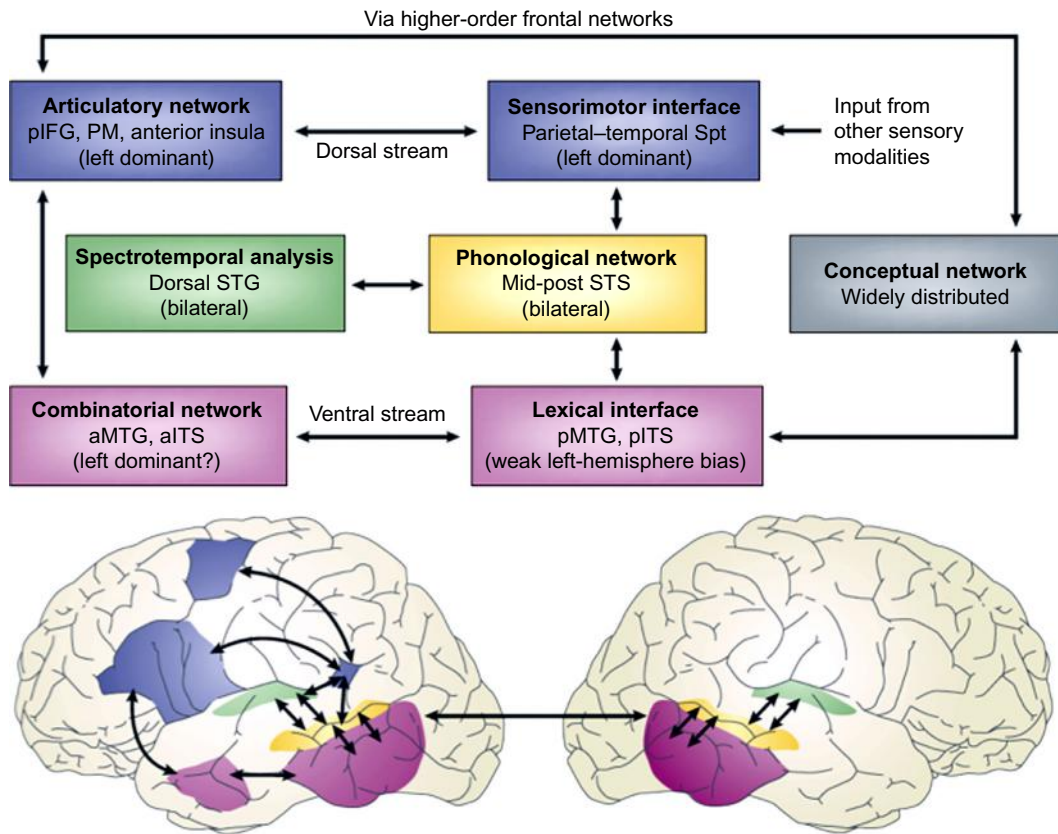 Via higher-order frontal networks
Articulatory network
pIFG, PM, anterior insula
(left dominant)
Dorsal stream
Sensorimotor interface
Parietal–temporal Spt
(left dominant)
Input from
other sensory
modalities
Spectrotemporal analysis
Dorsal STG
(bilateral)
Phonological network
Mid-post STS
(bilateral)
Conceptual network
Widely distributed
Combinatorial network
aMTG, aITS
(left dominant?)
Ventral stream
Lexical interface
pMTG, pITS
(weak left-hemisphere bias)